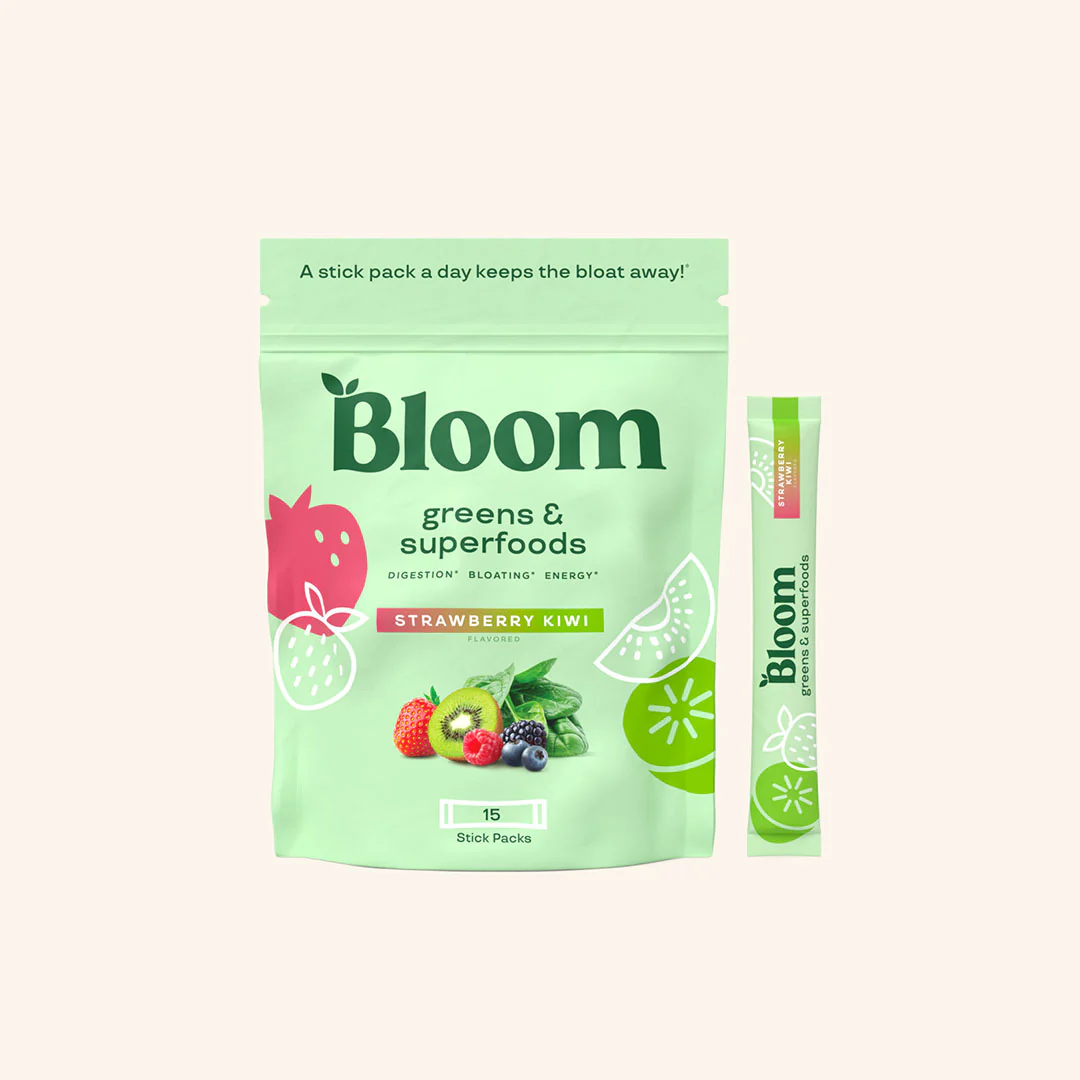 A stick pack a day keeps the bloat away!*
Bloom
greens &
superfoods
DIGESTION* BLOATING* ENERGY*
STRAWBERRY KIWI
FLAVORED
15
Stick Packs
STRAWBERRY
KIWI
FLAVORED
Bloom
greens & superfoods